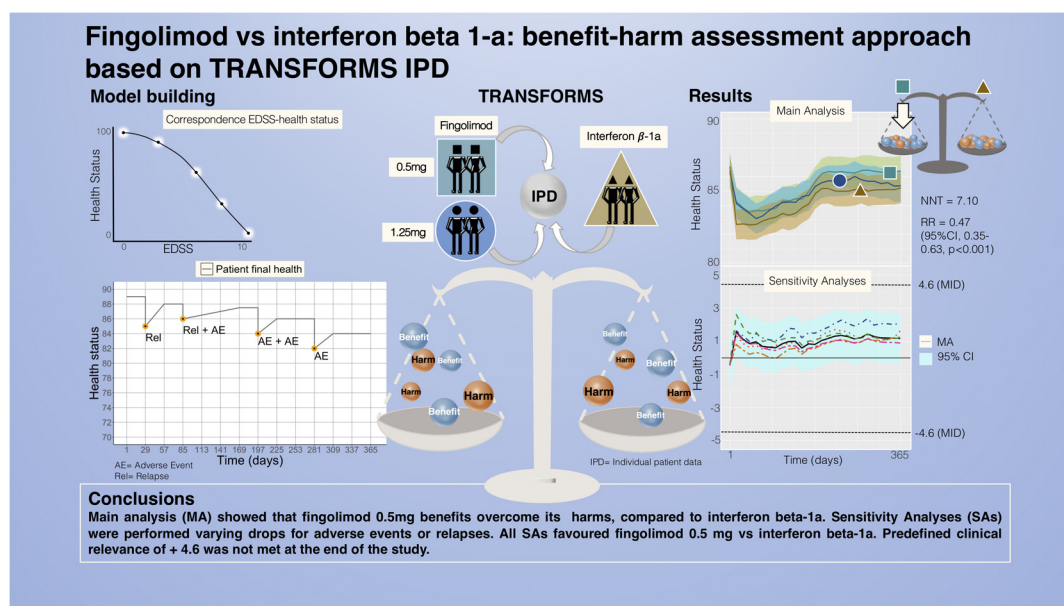 Fingolimod vs interferon beta 1-a: benefit-harm assessment approach
based on TRANSFORMS IPD
Model building
Correspondence EDSS-health status
100
Health Status
0
0
EDSS
10
Patient final health
90
88
86
84
82
80
78
76
74
72
70
Health status
Rel
Rel + AE
AE + AE
AE
1 29 57 85 113 141 169 197 225 253 281 309 337 365
Time (days)
AE= Adverse Event
Rel= Relapse
TRANSFORMS
Fingolimod
0.5mg
1.25mg
IPD
Interferon β-1a
Benefit
Harm
Benefit
Harm
Harm
Benefit
Benefit
Harm
Benefit
Harm
Harm
Benefit
IPD= Individual patient data
Results
Main Analysis
90
85
80
Health Status
NNT = 7.10
RR = 0.47
(95%CI, 0.35-
0.63, p<0.001)
Sensitivity Analyses
5
3
1
-1
-3
-5
Health Status
4.6 (MID)
MA
95% CI
-4.6 (MID)
1
Time (days)
365
Conclusions
Main analysis (MA) showed that fingolimod 0.5mg benefits overcome its harms, compared to interferon beta-1a. Sensitivity Analyses (SAs)
were performed varying drops for adverse events or relapses. All SAs favoured fingolimod 0.5 mg vs interferon beta-1a. Predefined clinical
relevance of + 4.6 was not met at the end of the study.